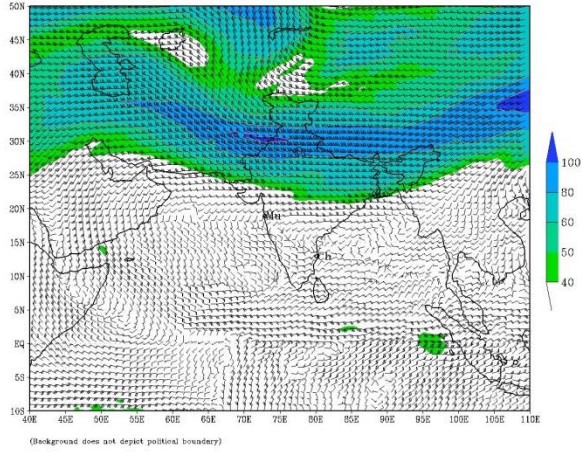 50N
45N
40N
35N
30N
25N
20N
15N
10N
5N
EQ
5S
10S
40E 45E 50E 55E 60E 65E 70E 75E 80E 85E 90E 95E 100E 105E 110E
Mu
Ch
100
80
60
50
40
(Background does not depict political boundary)